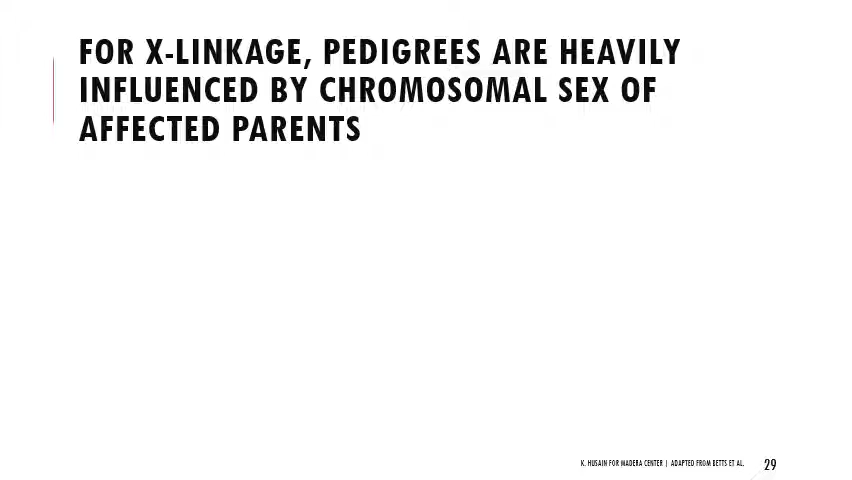 FOR X-LINKAGE, PEDIGREES ARE HEAVILY
INFLUENCED BY CHROMOSOMAL SEX OF
AFFECTED PARENTS
K. HUSAIN FOR MADERA CENTER | ADAPTED FROM BETTS ET AL.
29